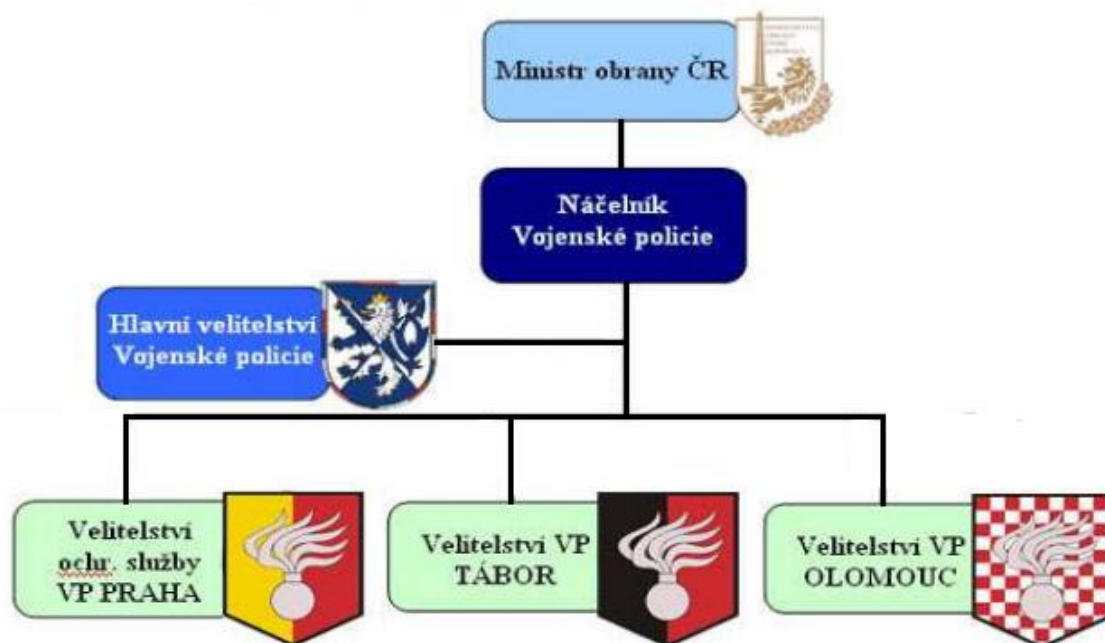 Ministr obrany ČR
Náčelník
Vojenské policie
Hlavní velitelství
Vojenské policie
Velitelství
ochr. služby
VP PRAHA
Velitelství VP
TÁBOR
Velitelství VP
OLOMOUC